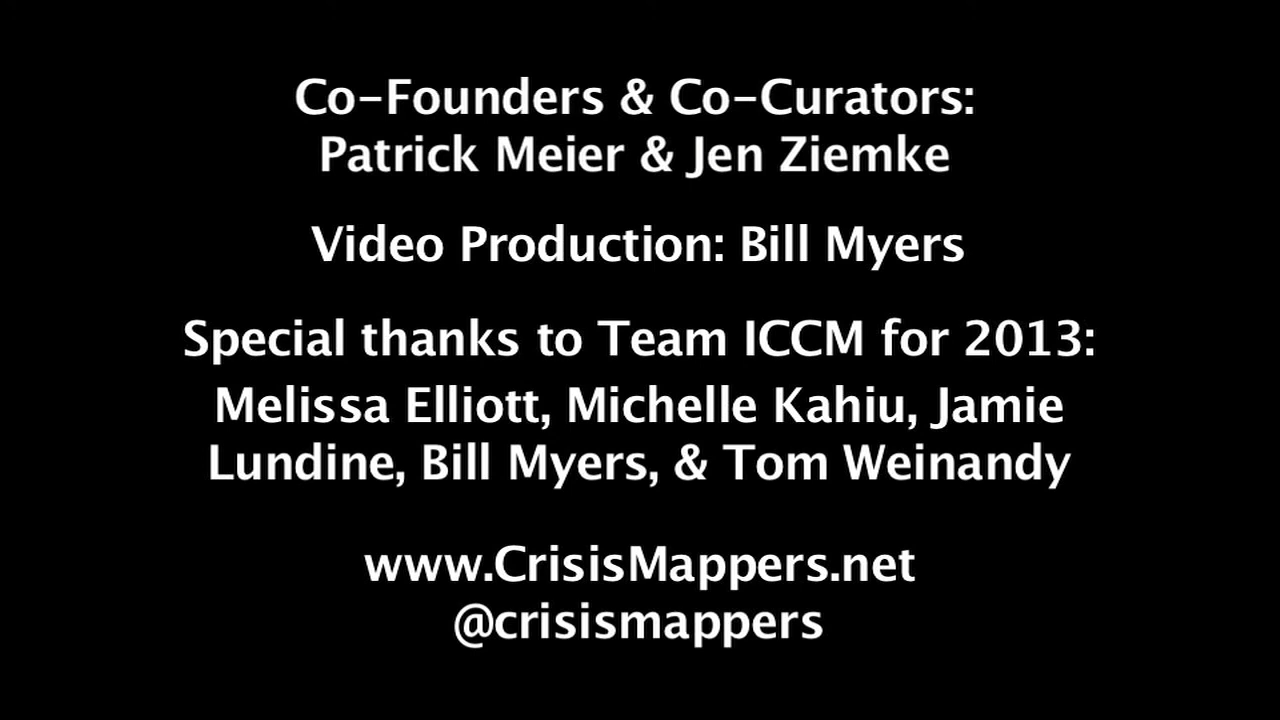 Co-Founders & Co-Curators:
Patrick Meier & Jen Ziemke
Video Production: Bill Myers
Special thanks to Team ICCM for 2013:
Melissa Elliott, Michelle Kahiu, Jamie
Lundine, Bill Myers, & Tom Weinandy
www.CrisisMappers.net
@crisismappers